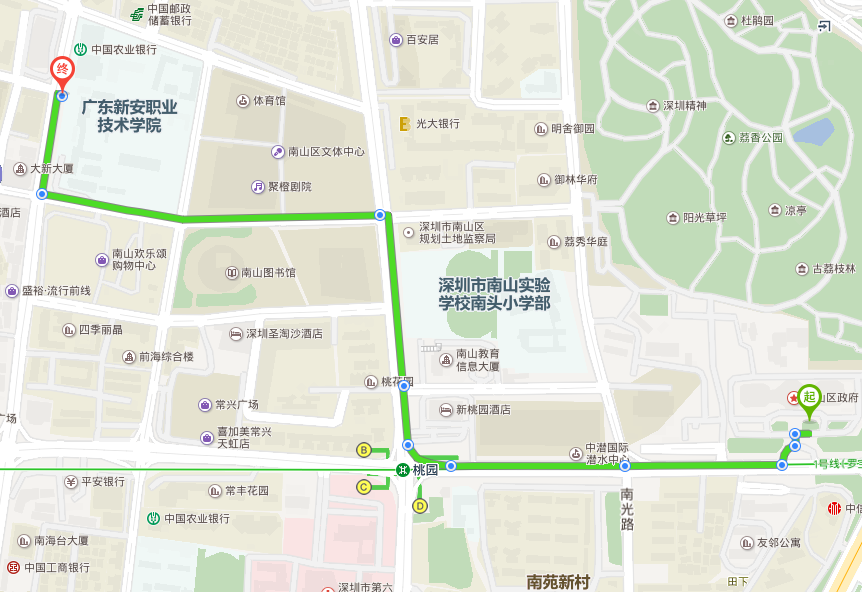 中国邮政
储蓄银行
杜鹃园
中国农业银行
百安居
终
体育馆
深圳精神
广东新安职业
技术学院
光大银行
明舍御园
荔香公园
南山区文体中心
大新大厦
聚橙剧院
御林华府
酒店
凉亭
阳光草坪
深圳市南山区
规划土地监察局
荔秀华庭
南山欢乐颂
购物中心
南山图书馆
古荔枝林
深圳市南山实验
学校南头小学部
盛裕·流行前线
四季丽晶
深圳圣淘沙酒店
前海综合楼
南山教育
信息大厦
桃花园
起
山区政府
常兴广场
新桃园酒店
广场
喜加美常兴
天虹店
B
中潜国际
潜水中心
桃园
平安银行
C
常丰花园
D
南光路
中国农业银行
南海台大厦
友邻公寓
中国工商银行
南苑新村
田下
深圳市第六